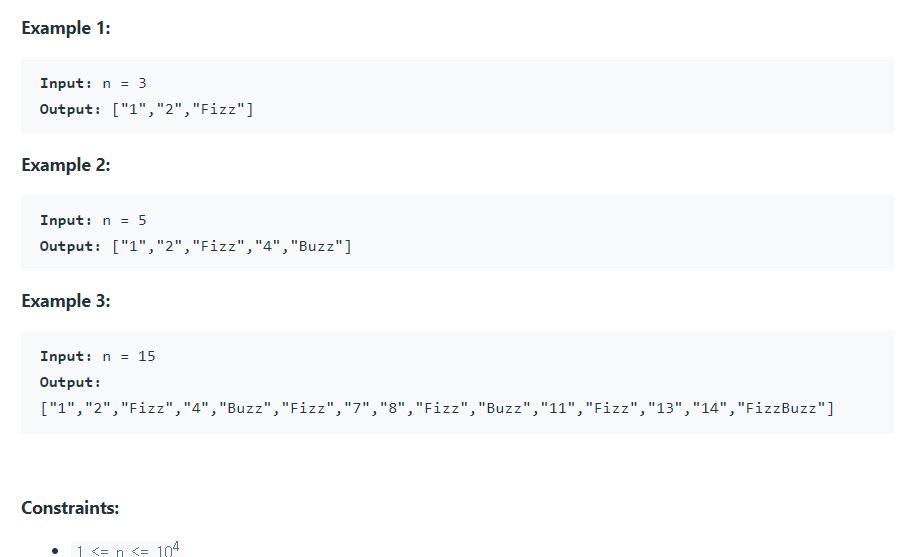 Example 1:
Input: n = 3
Output: ["1","2","Fizz"]
Example 2:
Input: n = 5
Output: ["1","2","Fizz","4","Buzz"]
Example 3:
Input: n = 15
Output:
["1","2","Fizz","4","Buzz","Fizz","7","8","Fizz","Buzz","11","Fizz","13","14","FizzBuzz"]
Constraints:
• 1 <= n <= 10⁴